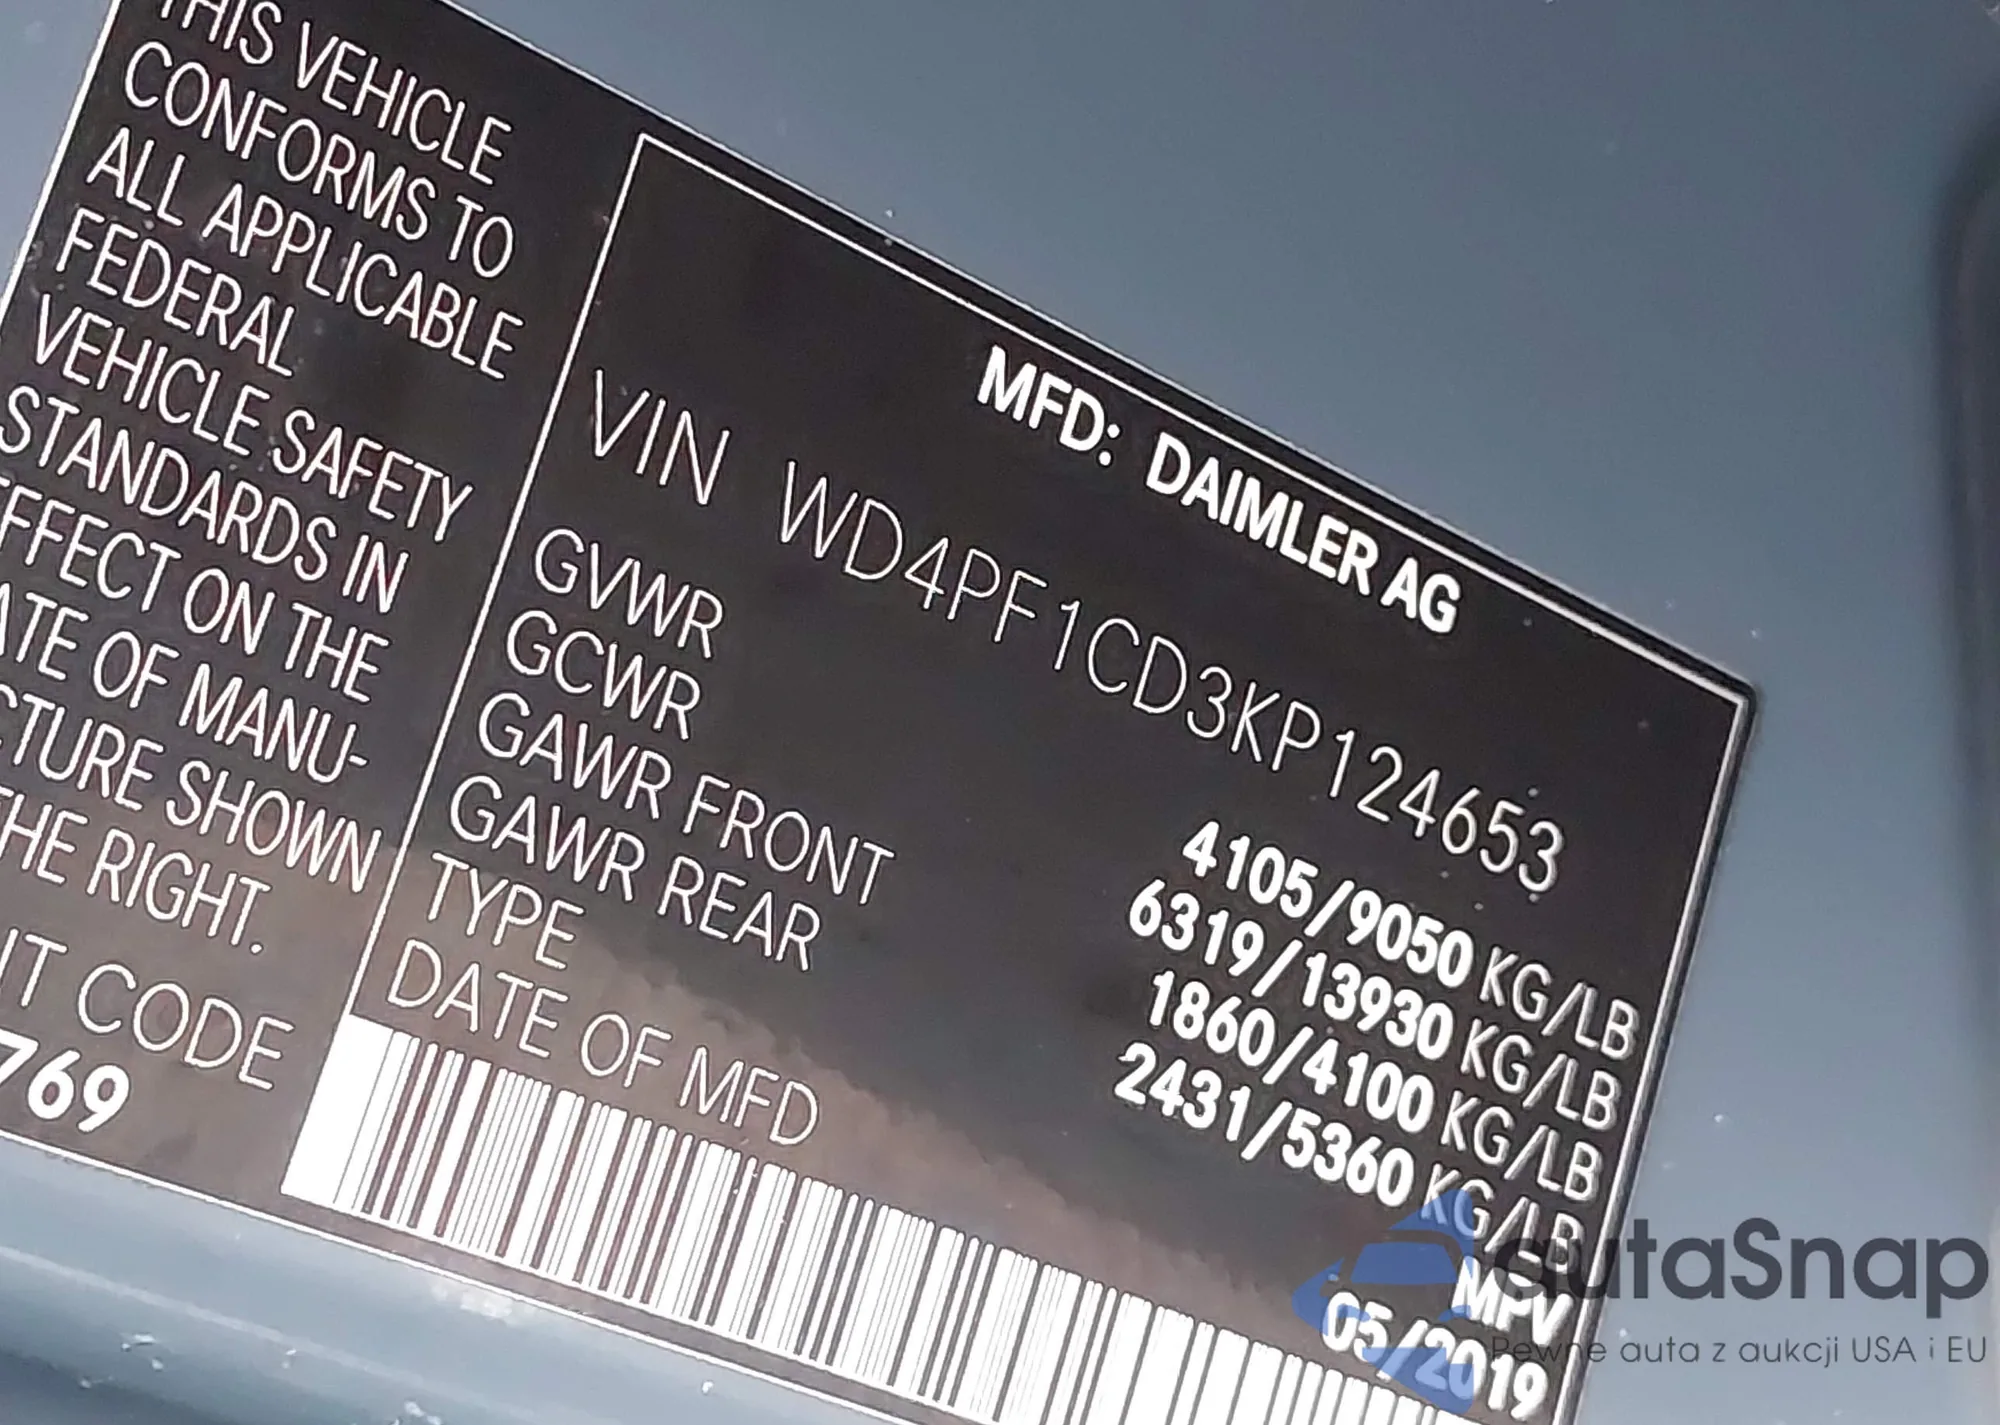 THIS VEHICLE
CONFORMS TO
ALL APPLICABLE
FEDERAL
VEHICLE SAFETY
STANDARDS IN
FFECT ON THE
ATE OF MANU-
CTURE SHOWN
THE RIGHT.
IT CODE
769
MFD: DAIMLER AG
VIN WD4PF1CD3KP124653
GVWR 4105/9050 KG/LB
GCWR 6319/13930 KG/LB
GAWR FRONT 1860/4100 KG/LB
GAWR REAR 2431/5360 KG/LB
TYPE MPV
DATE OF MFD 05/2019
autaSnap
Pewne auta z aukcji USA i EU